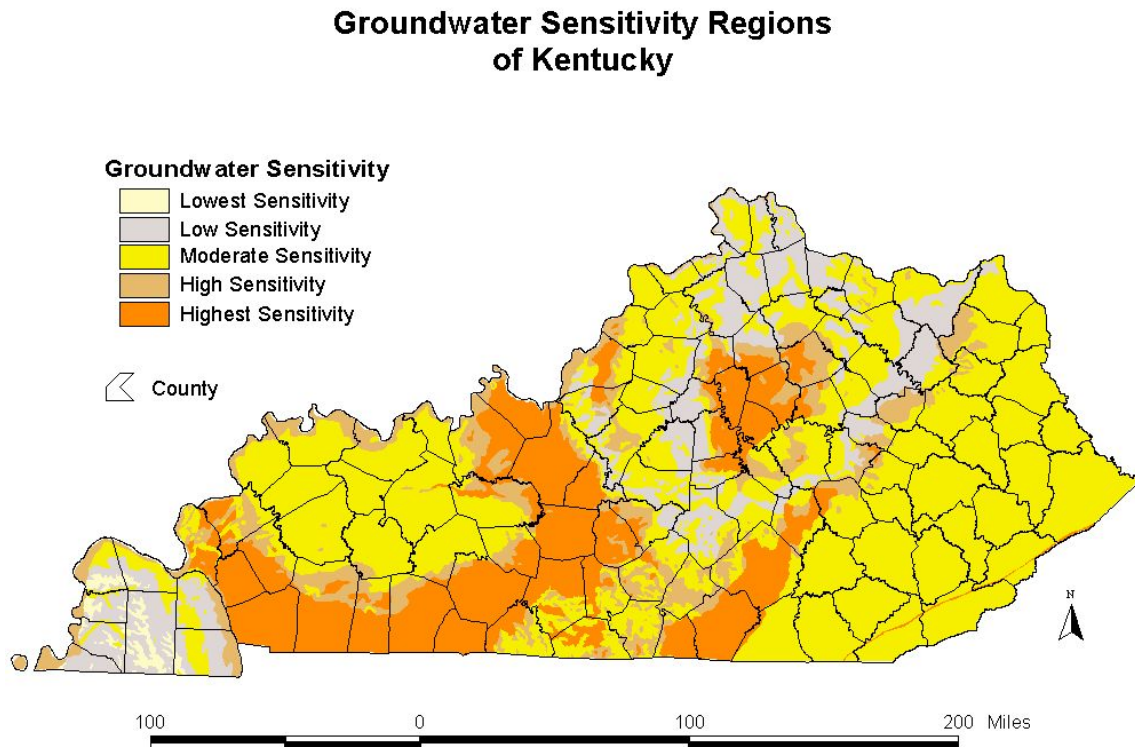 Groundwater Sensitivity Regions
of Kentucky
Groundwater Sensitivity
Lowest Sensitivity
Low Sensitivity
Moderate Sensitivity
High Sensitivity
Highest Sensitivity
County
N
100 0 100 200 Miles